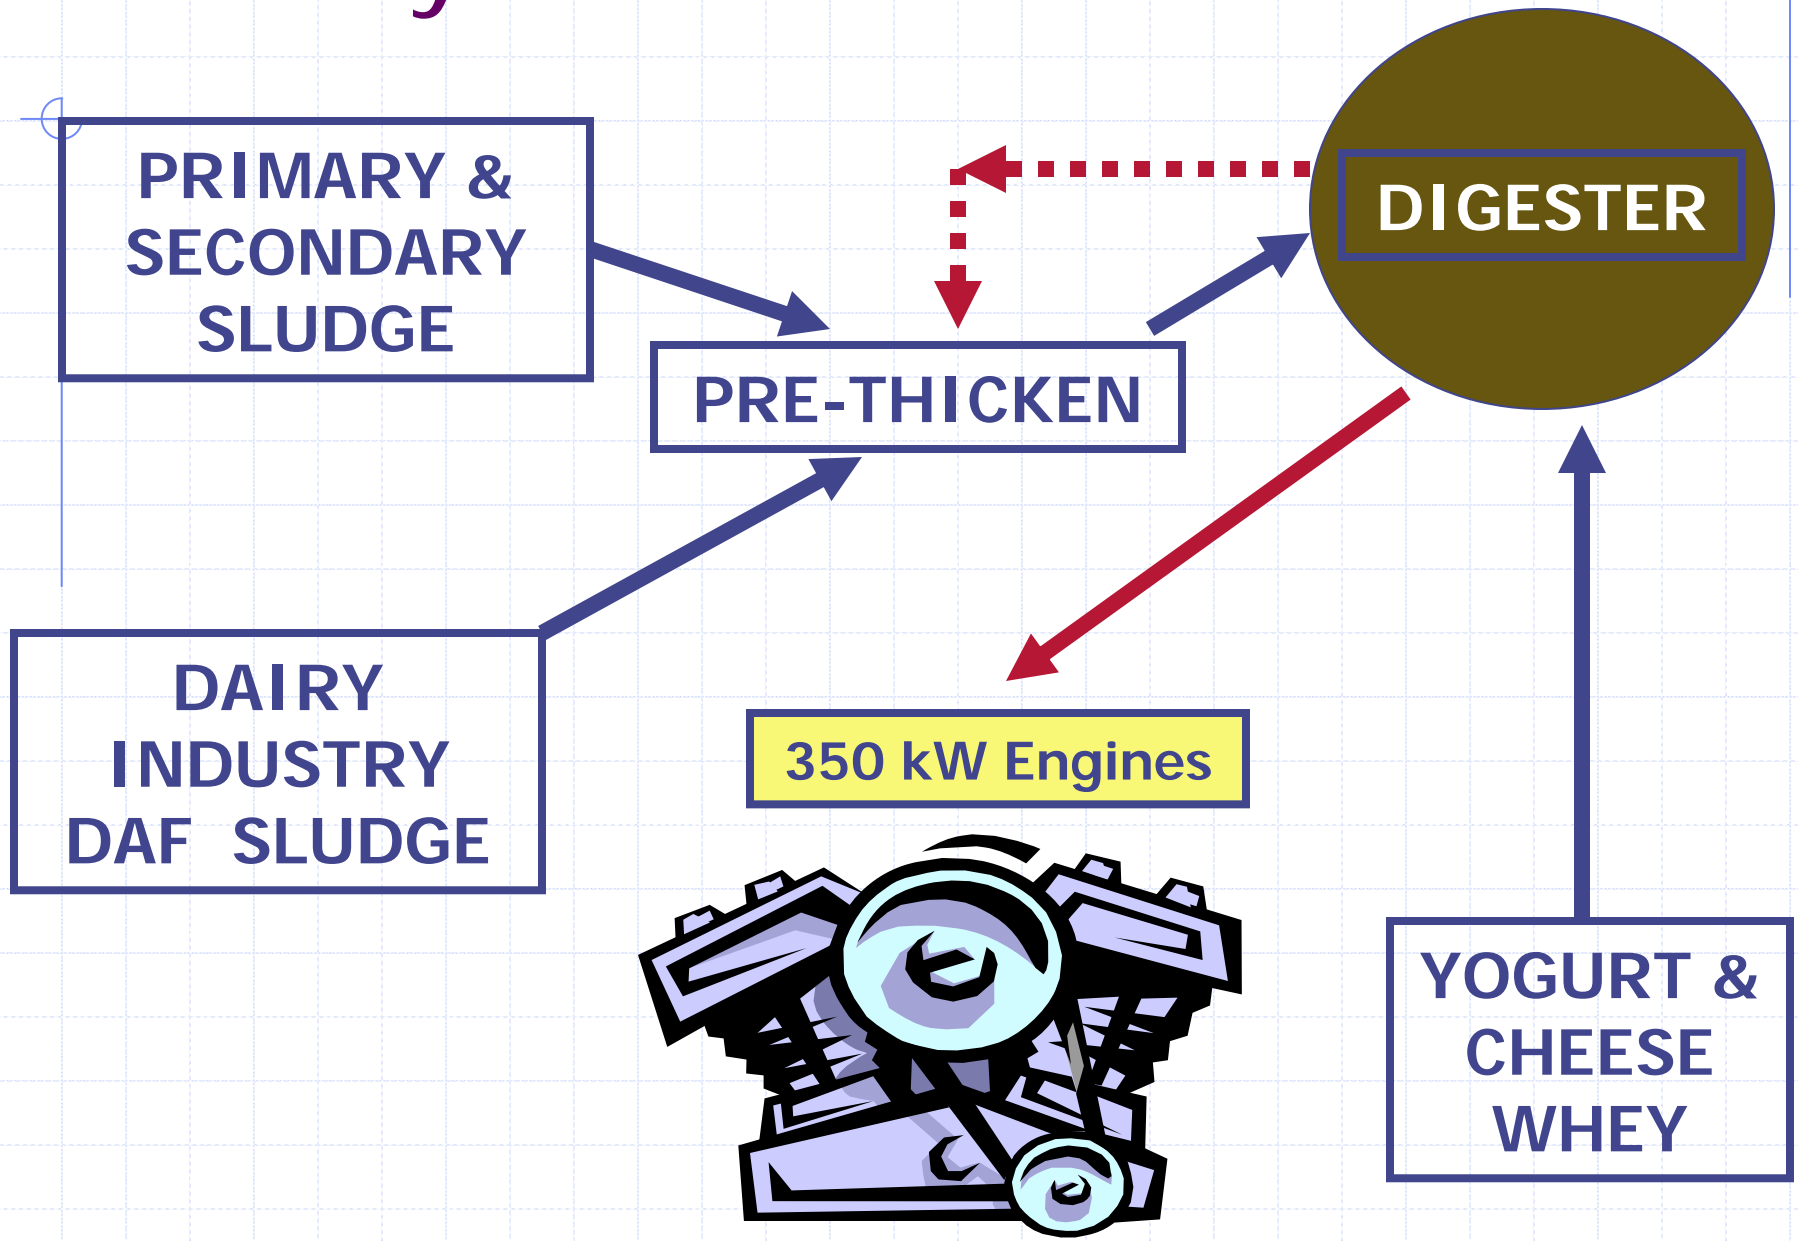 PRIMARY &
SECONDARY
SLUDGE
DIGESTER
PRE-THICKEN
DAIRY
INDUSTRY
DAF SLUDGE
350 kW Engines
YOGURT &
CHEESE
WHEY